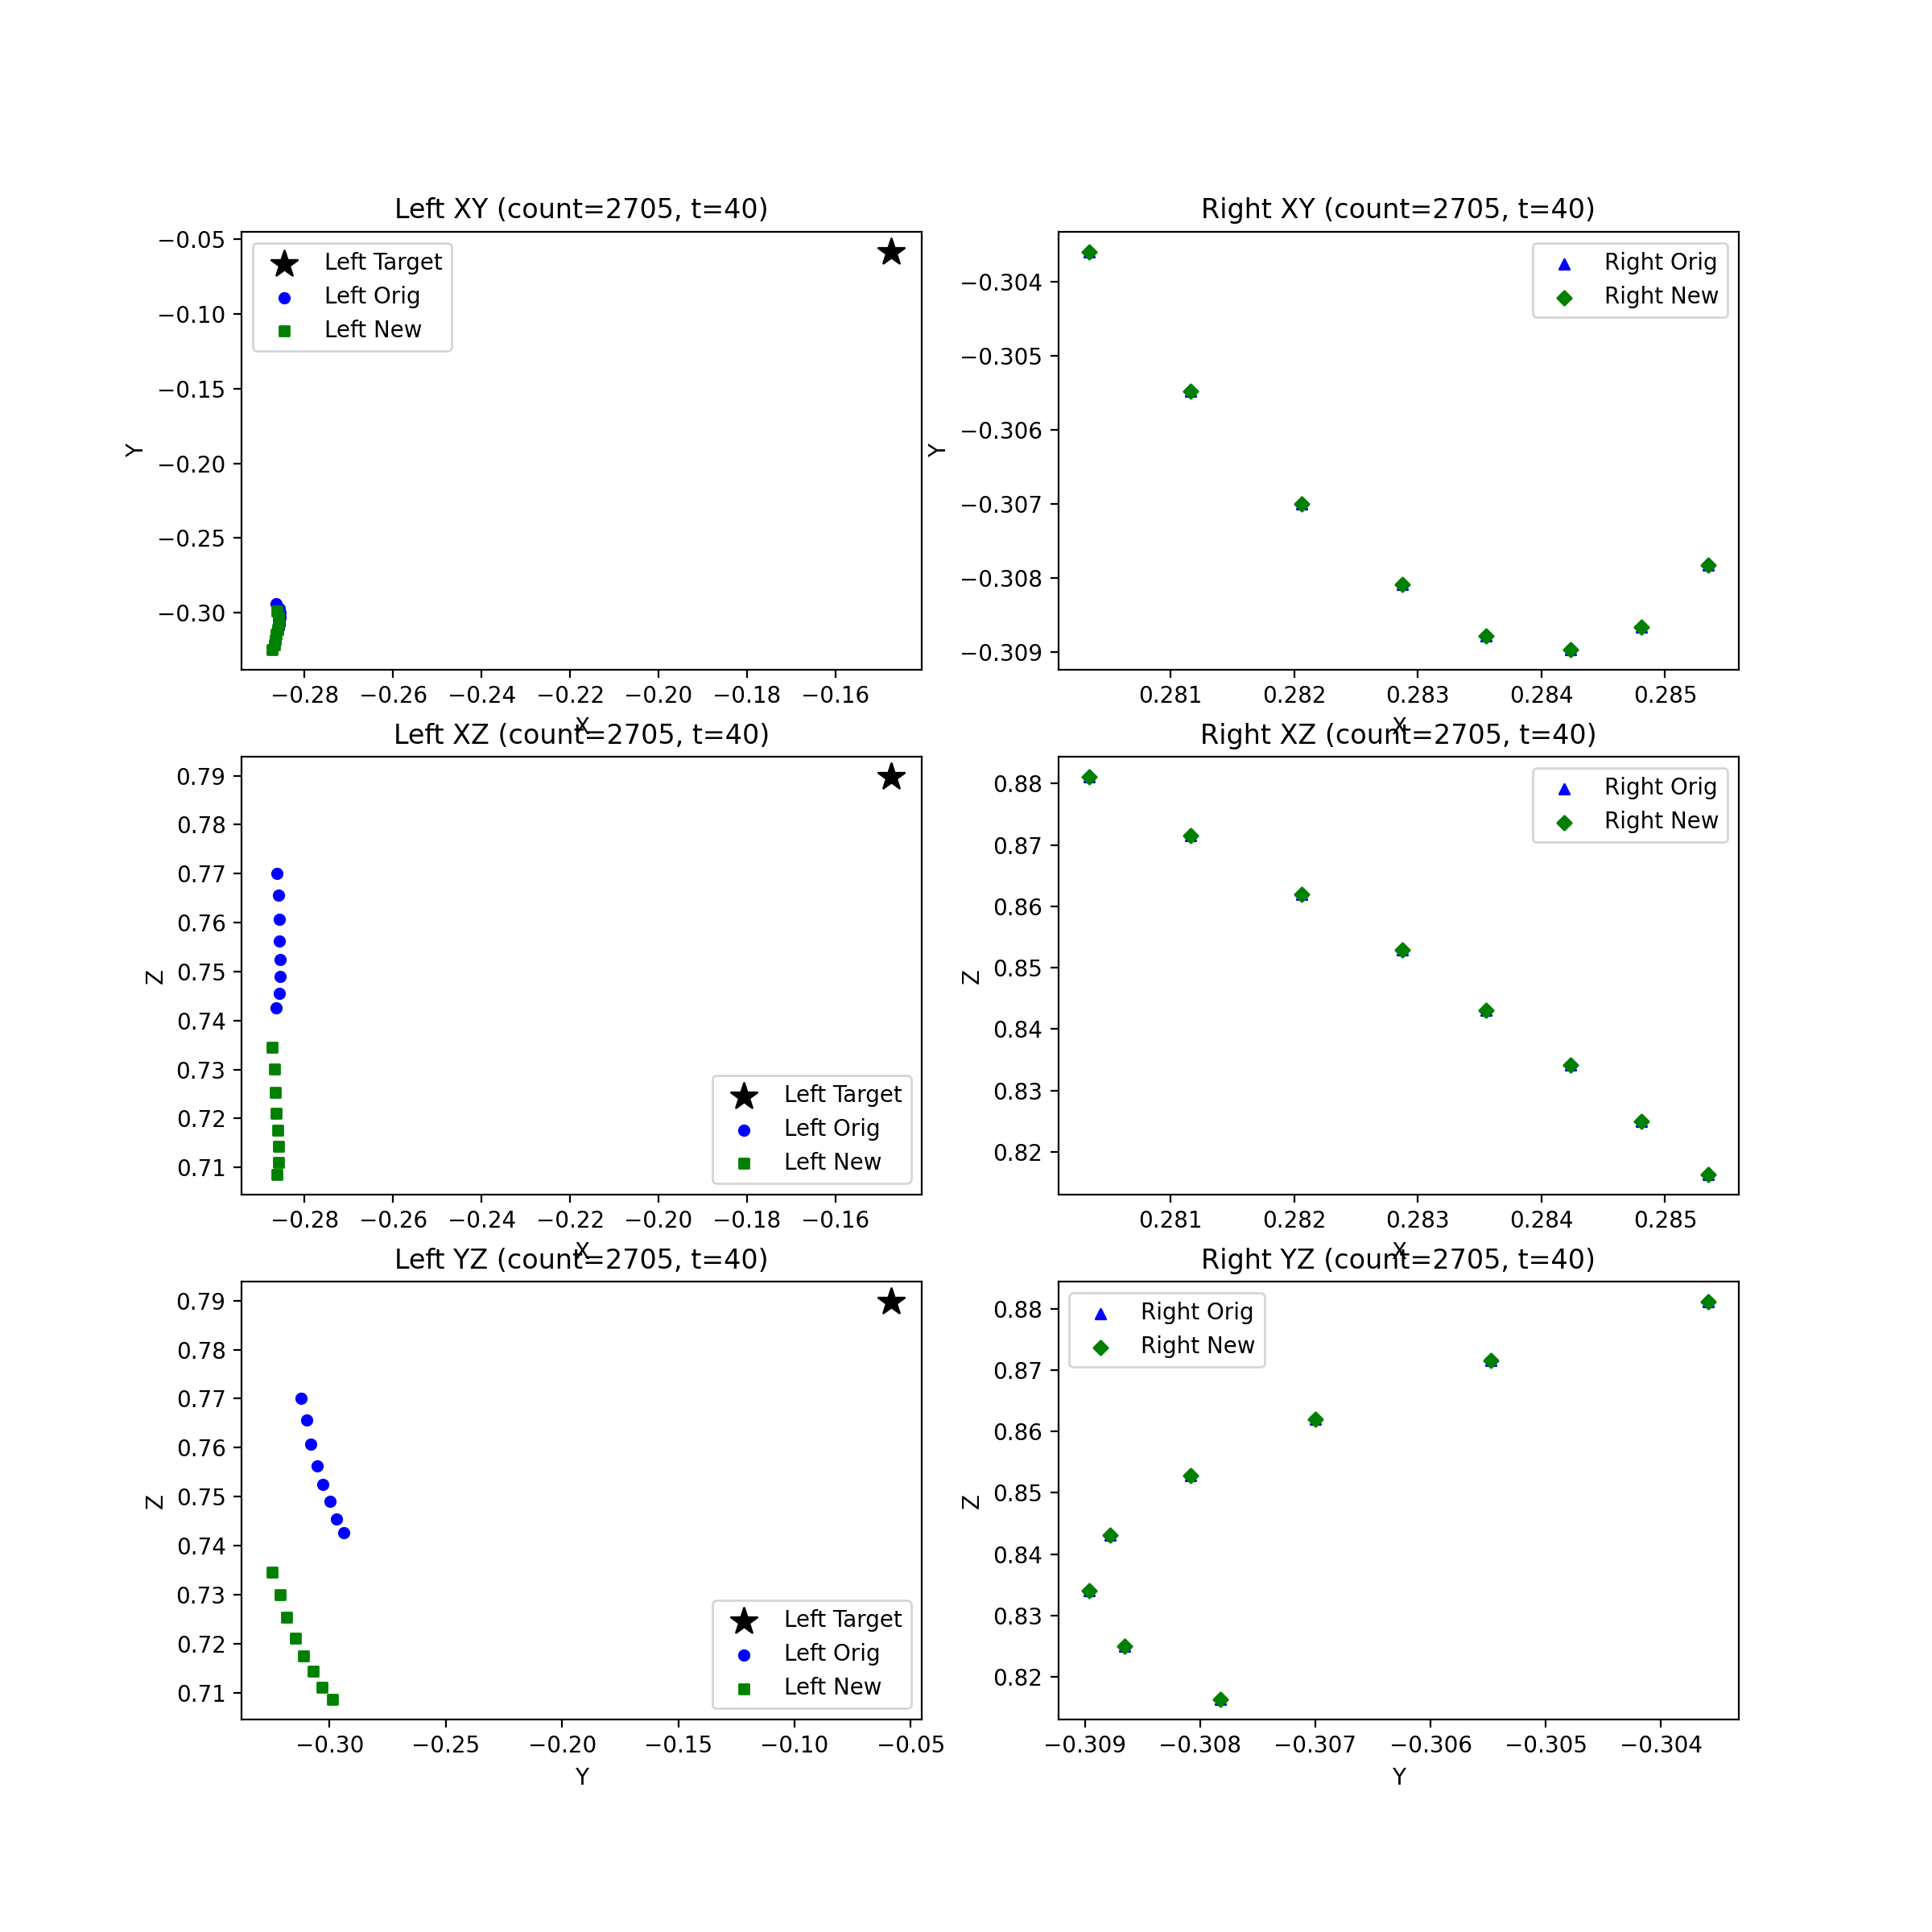 Left XY (count=2705, t=40)
Y
−0.05
−0.10
−0.15
−0.20
−0.25
−0.30
Left Target
Left Orig
Left New
−0.28 −0.26 −0.24 −0.22 −0.20 −0.18 −0.16
X
Right XY (count=2705, t=40)
Y
−0.304
−0.305
−0.306
−0.307
−0.308
−0.309
Right Orig
Right New
0.281 0.282 0.283 0.284 0.285
X
Left XZ (count=2705, t=40)
Z
0.79
0.78
0.77
0.76
0.75
0.74
0.73
0.72
0.71
Left Target
Left Orig
Left New
−0.28 −0.26 −0.24 −0.22 −0.20 −0.18 −0.16
X
Right XZ (count=2705, t=40)
Z
0.88
0.87
0.86
0.85
0.84
0.83
0.82
Right Orig
Right New
0.281 0.282 0.283 0.284 0.285
X
Left YZ (count=2705, t=40)
Z
0.79
0.78
0.77
0.76
0.75
0.74
0.73
0.72
0.71
Left Target
Left Orig
Left New
−0.30 −0.25 −0.20 −0.15 −0.10 −0.05
Y
Right YZ (count=2705, t=40)
Z
0.88
0.87
0.86
0.85
0.84
0.83
0.82
Right Orig
Right New
−0.309 −0.308 −0.307 −0.306 −0.305 −0.304
Y